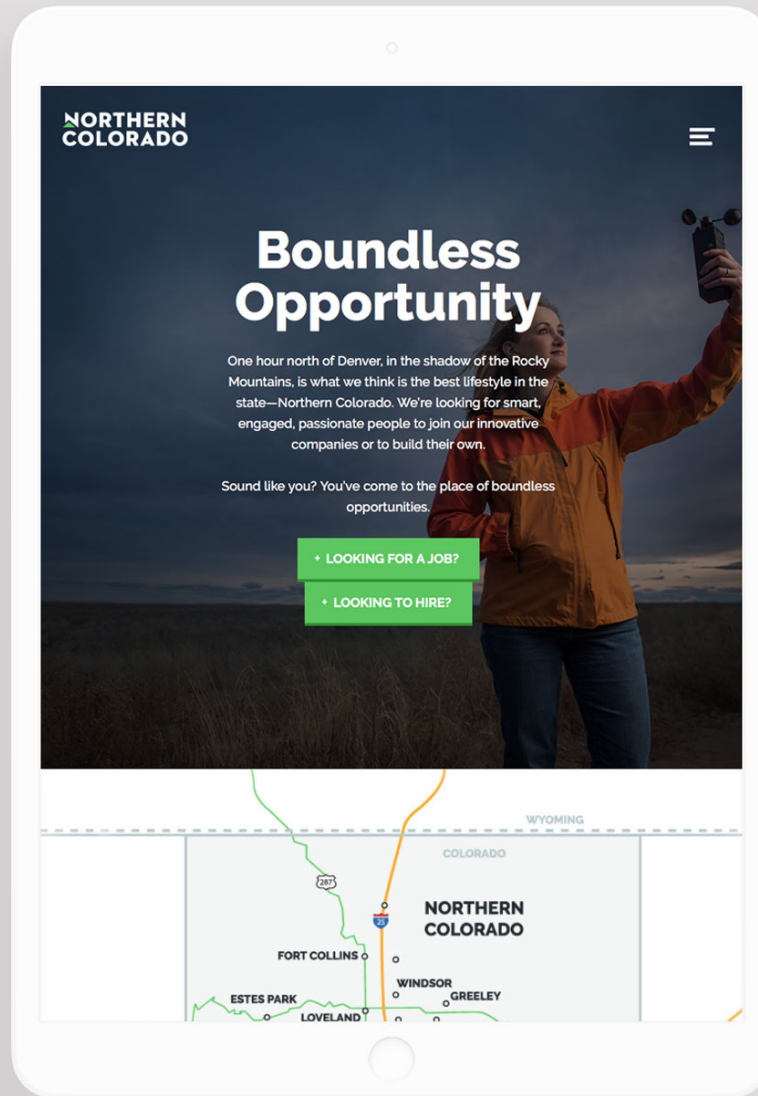 NORTHERN
COLORADO
Boundless
Opportunity
One hour north of Denver, in the shadow of the Rocky
Mountains, is what we think is the best lifestyle in the
state—Northern Colorado. We're looking for smart,
engaged, passionate people to join our innovative
companies or to build their own.
Sound like you? You've come to the place of boundless
opportunities.
+ LOOKING FOR A JOB?
+ LOOKING TO HIRE?
WYOMING
COLORADO
287
NORTHERN
COLORADO
25
FORT COLLINS
WINDSOR
GREELEY
ESTES PARK
LOVELAND